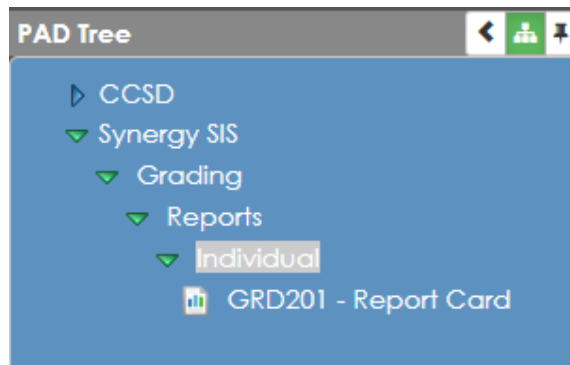 PAD Tree
CCSD
Synergy SIS
Grading
Reports
Individual
GRD201 - Report Card